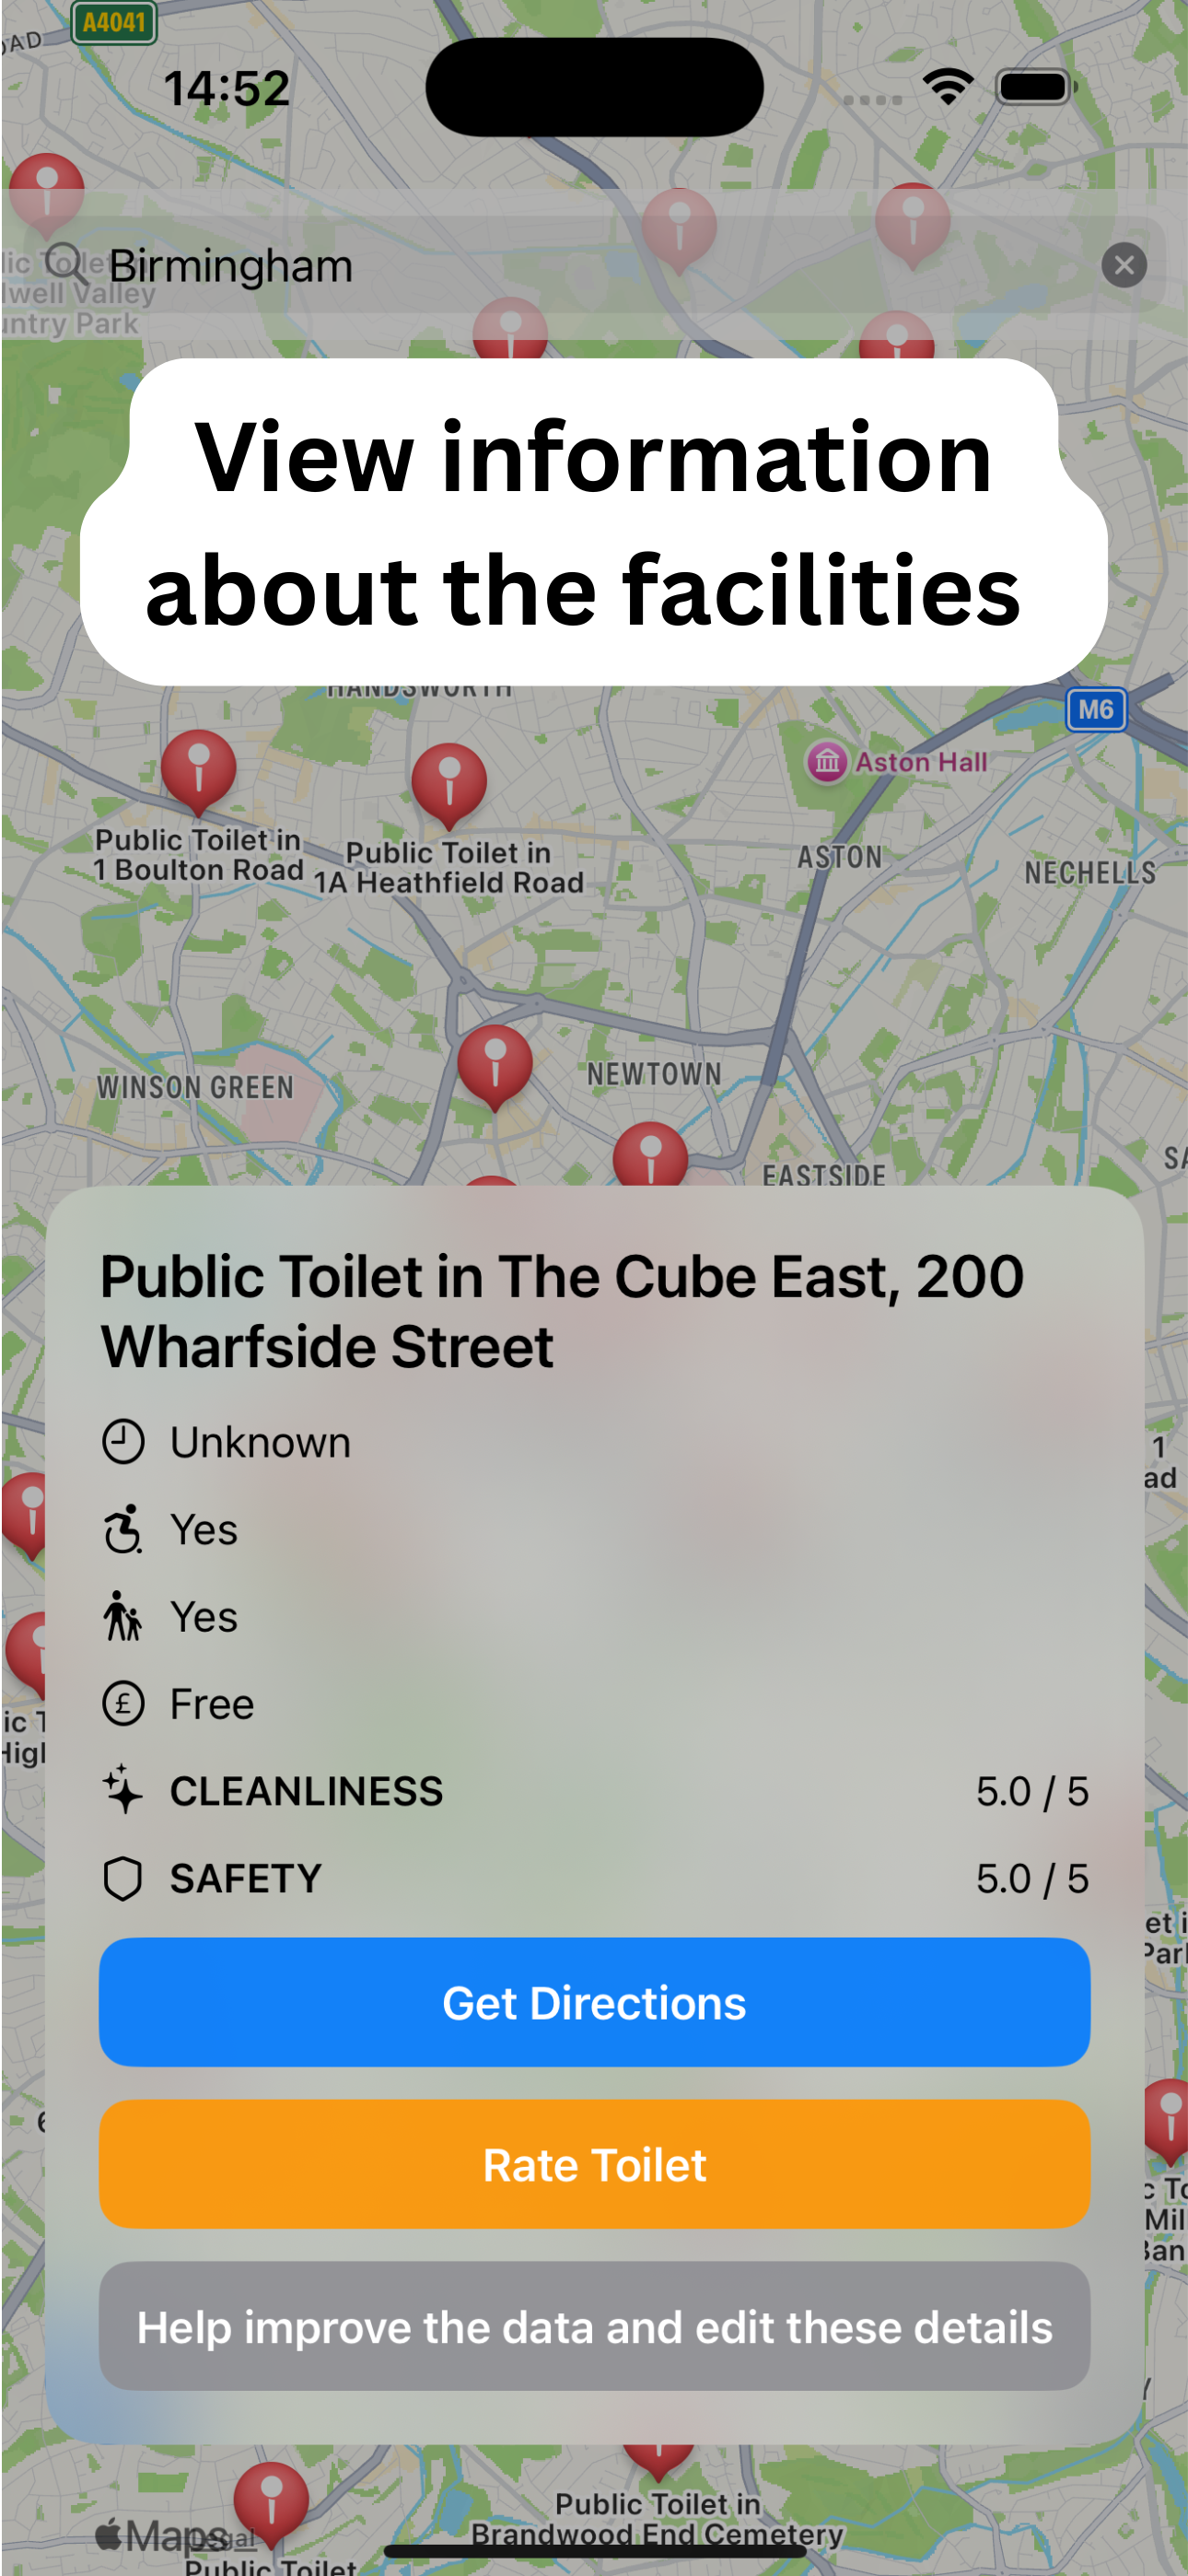 A4041
14:52
Birmingham
View information
about the facilities
HANDSWORTH
M6
Aston Hall
Public Toilet in
1 Boulton Road
Public Toilet in
1A Heathfield Road
ASTON
NECHELLS
WINSON GREEN
NEWTOWN
EASTSIDE
Public Toilet in The Cube East, 200
Wharfside Street
Unknown
Yes
Yes
£ Free
CLEANLINESS 5.0 / 5
SAFETY 5.0 / 5
Get Directions
Rate Toilet
Help improve the data and edit these details
Public Toilet in
Brandwood End Cemetery
Maps
Legal
Public Toilet